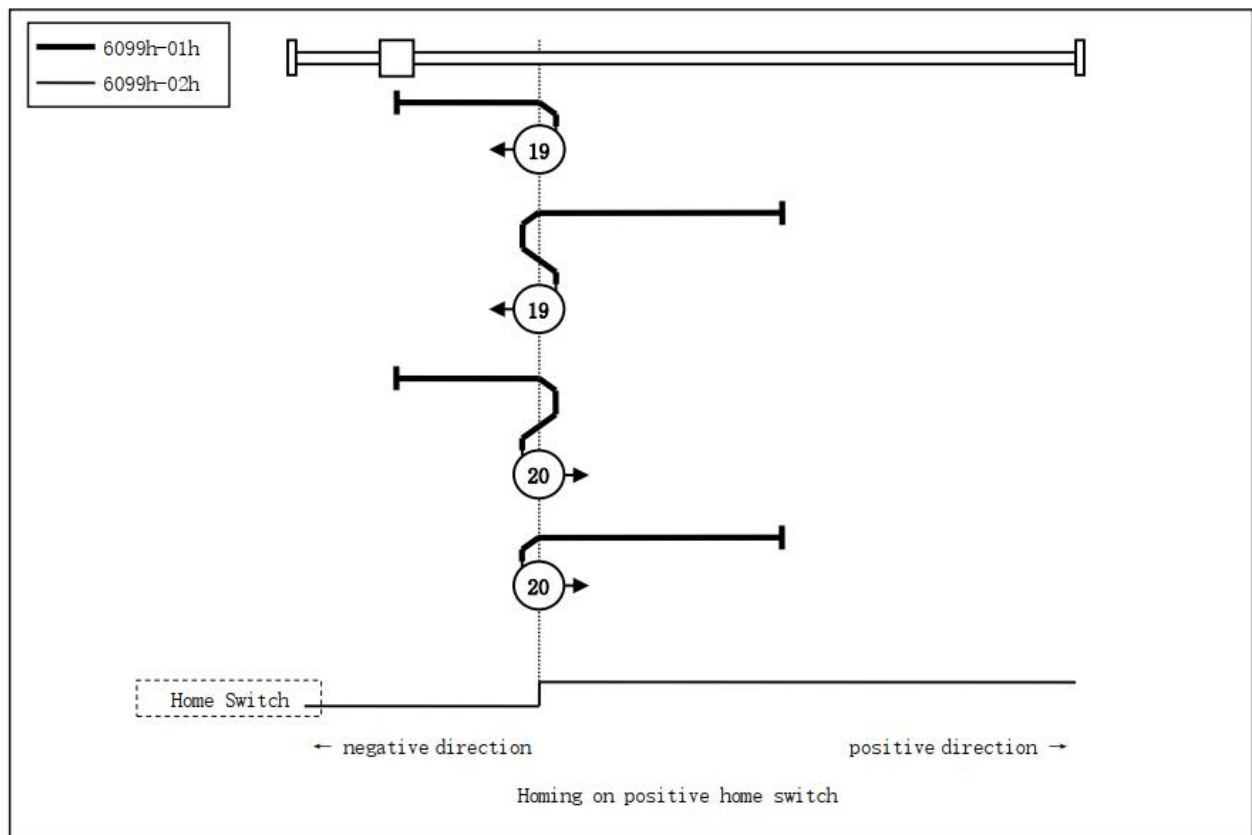 6099h-01h
6099h-02h
19
19
20
20
Home Switch
← negative direction
positive direction →
Homing on positive home switch